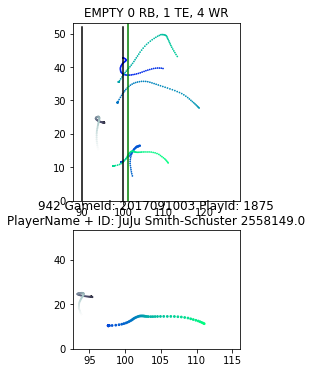 EMPTY 0 RB, 1 TE, 4 WR
50
40
30
20
10
0
90 100 110 120
942 GameId: 2017091003 PlayId: 1875
PlayerName + ID: JuJu Smith-Schuster 2558149.0
40
20
0
95 100 105 110 115